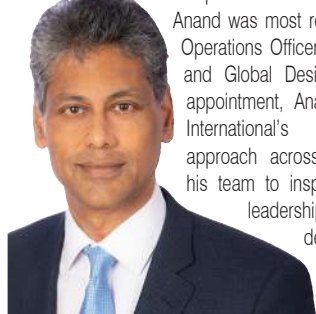 Anand was most re
Operations Officer
and Global Desi
appointment, Ana
International's
approach across
his team to insp
leadership
de